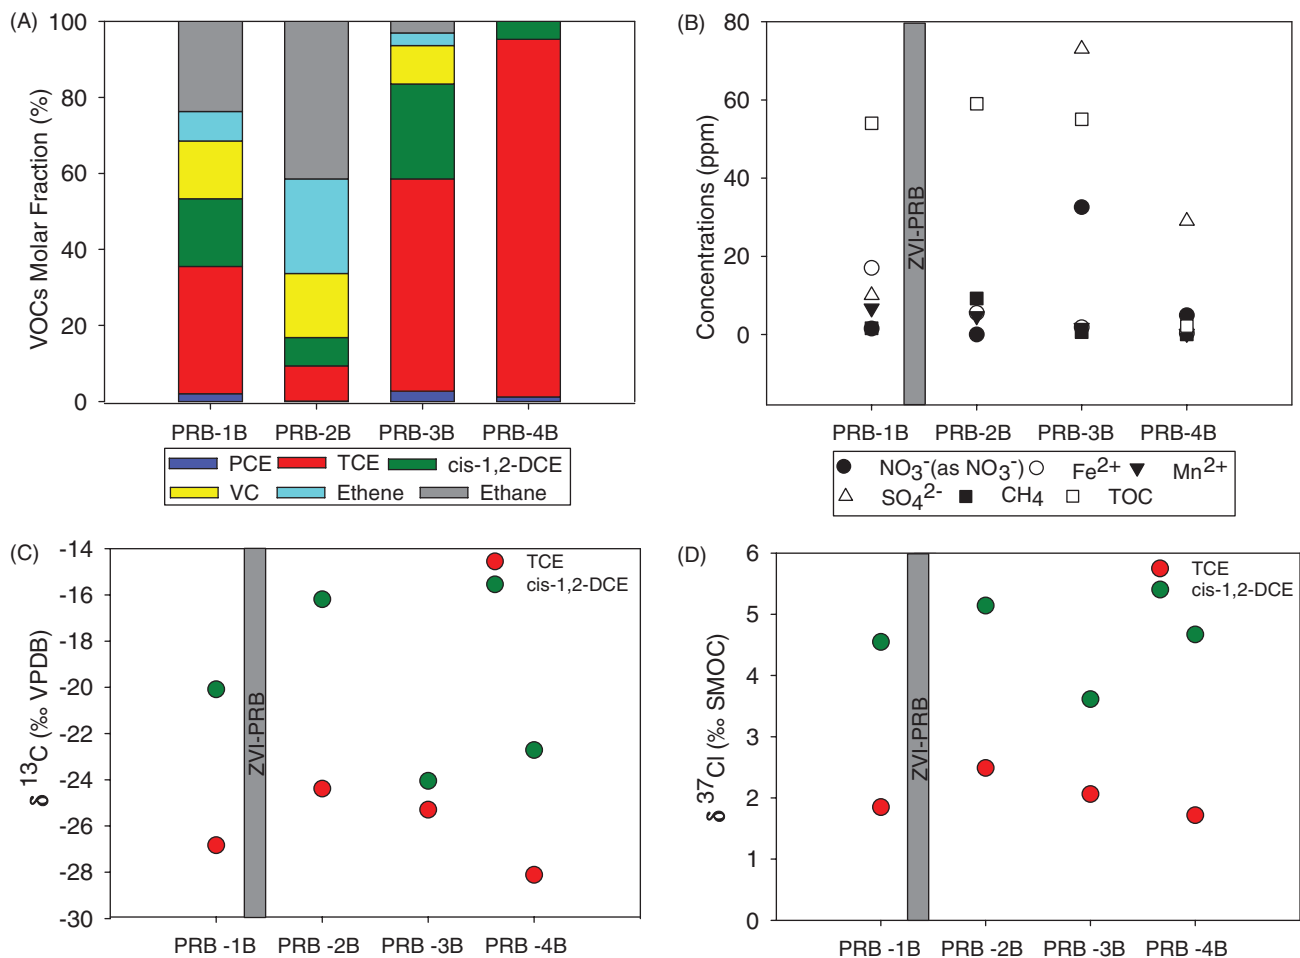 (A)
VOCs Molar Fraction (%)
100
80
60
40
20
0
PRB-1B PRB-2B PRB-3B PRB-4B
PCE TCE cis-1,2-DCE
VC Ethene Ethane
(B)
Concentrations (ppm)
80
60
40
20
0
ZVI-PRB
PRB-1B PRB-2B PRB-3B PRB-4B
NO₃⁻(as NO₃⁻) Fe²⁺ Mn²⁺
SO₄²⁻ CH₄ TOC
(C)
δ ¹³C (‰ VPDB)
-14
-16
-18
-20
-22
-24
-26
-28
-30
ZVI-PRB
TCE
cis-1,2-DCE
PRB -1B PRB -2B PRB -3B PRB -4B
(D)
δ ³⁷Cl (‰ SMOC)
6
5
4
3
2
1
0
ZVI-PRB
TCE
cis-1,2-DCE
PRB -1B PRB -2B PRB -3B PRB -4B